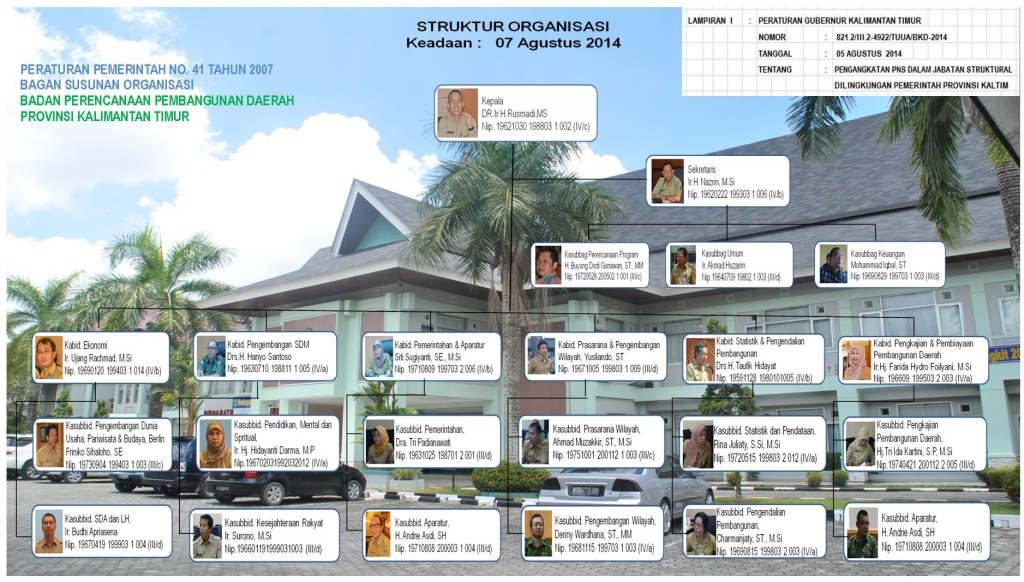 STRUKTUR ORGANISASI
Keadaan : 07 Agustus 2014
LAMPIRAN I : PERATURAN GUBERNUR KALIMANTAN TIMUR
NOMOR : 821.2/III.2-4922/TUUA/BKD-2014
TANGGAL : 05 AGUSTUS 2014
TENTANG : PENGANGKATAN PNS DALAM JABATAN STRUKTURAL
DILINGKUNGAN PEMERINTAH PROVINSI KALTIM
PERATURAN PEMERINTAH NO. 41 TAHUN 2007
BAGAN SUSUNAN ORGANISASI
BADAN PERENCANAAN PEMBANGUNAN DAERAH
PROVINSI KALIMANTAN TIMUR
Kepala
DR.Ir.H.Rusmadi,MS
Nip. 19621030 198803 1 002 (IV/c)
Sekretaris
Ir.H. Nazrin, M.Si
Nip. 19620222 199303 1 006 (IV/b)
Kasubbag Perencanaan Program
H. Buyung Dodi Gunawan, ST, MM
Nip. 19720528 200502 1 001 (III/c)
Kasubbag Umum
Ir. Akmad Huzairin
Nip. 19640709 19802 1 003 (III/d)
Kasubbag Keuangan
Mohammad Iqbal, ST
Nip. 19690829 199703 1 003 (III/d)
Kabid. Ekonomi
Ir. Ujang Rachmad, M.Si
Nip. 19690120 199403 1 014 (IV/b)
Kabid. Pengembangan SDM
Drs.H. Hariyo Santoso
Nip. 19630710 198811 1 005 (IV/a)
Kabid. Pemerintahan & Aparatur
Siti Sugiyanti, SE., M.Si
Nip. 19710809 199703 2 006 (IV/b)
Kabid. Prasarana & Pengembangan
Wilayah, Yusliando, ST
Nip. 19671005 199803 1 009 (III/d)
Kabid. Statistik & Pengendalian
Pembangunan
Drs.H. Taufik Hidayat
Nip. 19591128 1980101005 (IV/b)
Kabid. Pengkajian & Pembiayaan
Pembangunan Daerah
Ir.Hj. Farida Hydro Foilyani, M.Si
Nip. 196609 199503 2 003 (IV/a)
Kasubbid. Pengembangan Dunia
Usaha, Pariwisata & Budaya, Berlin
Friniko Sihaloho, SE
Nip. 19730904 199403 1 003 (III/c)
Kasubbid. Pendidikan, Mental dan
Spritual,
Ir. Hj. Hidayanti Darma, M.P
Nip. 196702031992032012 (IV/a)
Kasubbid. Pemerintahan,
Dra. Tri Padianawati
Nip. 19631025 198701 2 001 (III/d)
Kasubbid. Prasarana Wilayah,
Ahmad Muzakkir, ST., M.Si
Nip. 19751001 200112 1 003 (III/c)
Kasubbid. Statistik dan Pendataan,
Rina Juliaty, S.Si, M.Si
Nip. 19720515 199803 2 012 (IV/a)
Kasubbid. Pengkajian
Pembangunan Daerah,
Hj.Tri Ida Kartini, S.P, M.Si
Nip. 19740421 200112 2 005 (III/d)
Kasubbid. SDA dan LH,
Ir. Budhi Apriasena
Nip. 19670419 199903 1 004 (III/d)
Kasubbid. Kesejahteraan Rakyat
Ir. Surono, M.Si
Nip. 196601191999031003 (III/d)
Kasubbid. Aparatur,
H. Andrie Asdi, SH
Nip. 19710808 200003 1 004 (III/d)
Kasubbid. Pengembangan Wilayah,
Denny Wardhana, ST., MM
Nip. 19681115 199703 1 003 (IV/a)
Kasubbid. Pengendalian
Pembangunan,
Charmarijaty, ST., M.Si
Nip. 19690815 199803 2 003 (IV/a)
Kasubbid. Aparatur,
H. Andrie Asdi, SH
Nip. 19710808 200003 1 004 (III/d)